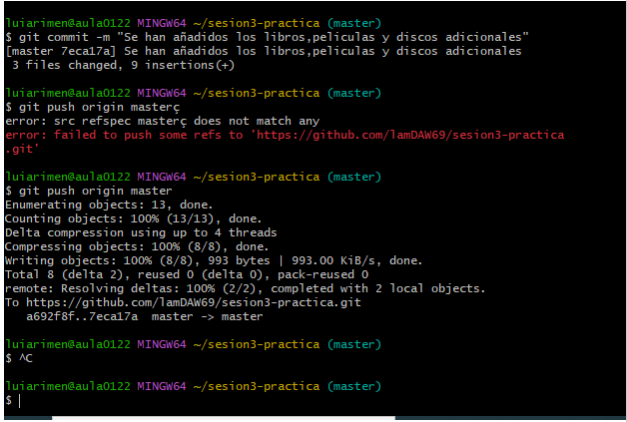 luiarimen@aula0122 MINGW64 ~/sesion3-practica (master)
$ git commit -m "Se han añadidos los libros,peliculas y discos adicionales"
[master 7eca17a] Se han añadidos los libros,peliculas y discos adicionales
 3 files changed, 9 insertions(+)
luiarimen@aula0122 MINGW64 ~/sesion3-practica (master)
$ git push origin masterç
error: src refspec masterç does not match any
error: failed to push some refs to 'https://github.com/lamDAW69/sesion3-practica
.git'
luiarimen@aula0122 MINGW64 ~/sesion3-practica (master)
$ git push origin master
Enumerating objects: 13, done.
Counting objects: 100% (13/13), done.
Delta compression using up to 4 threads
Compressing objects: 100% (8/8), done.
Writing objects: 100% (8/8), 993 bytes | 993.00 KiB/s, done.
Total 8 (delta 2), reused 0 (delta 0), pack-reused 0
remote: Resolving deltas: 100% (2/2), completed with 2 local objects.
To https://github.com/lamDAW69/sesion3-practica.git
   a692f8f..7eca17a  master -> master
luiarimen@aula0122 MINGW64 ~/sesion3-practica (master)
$ ^C
luiarimen@aula0122 MINGW64 ~/sesion3-practica (master)
$